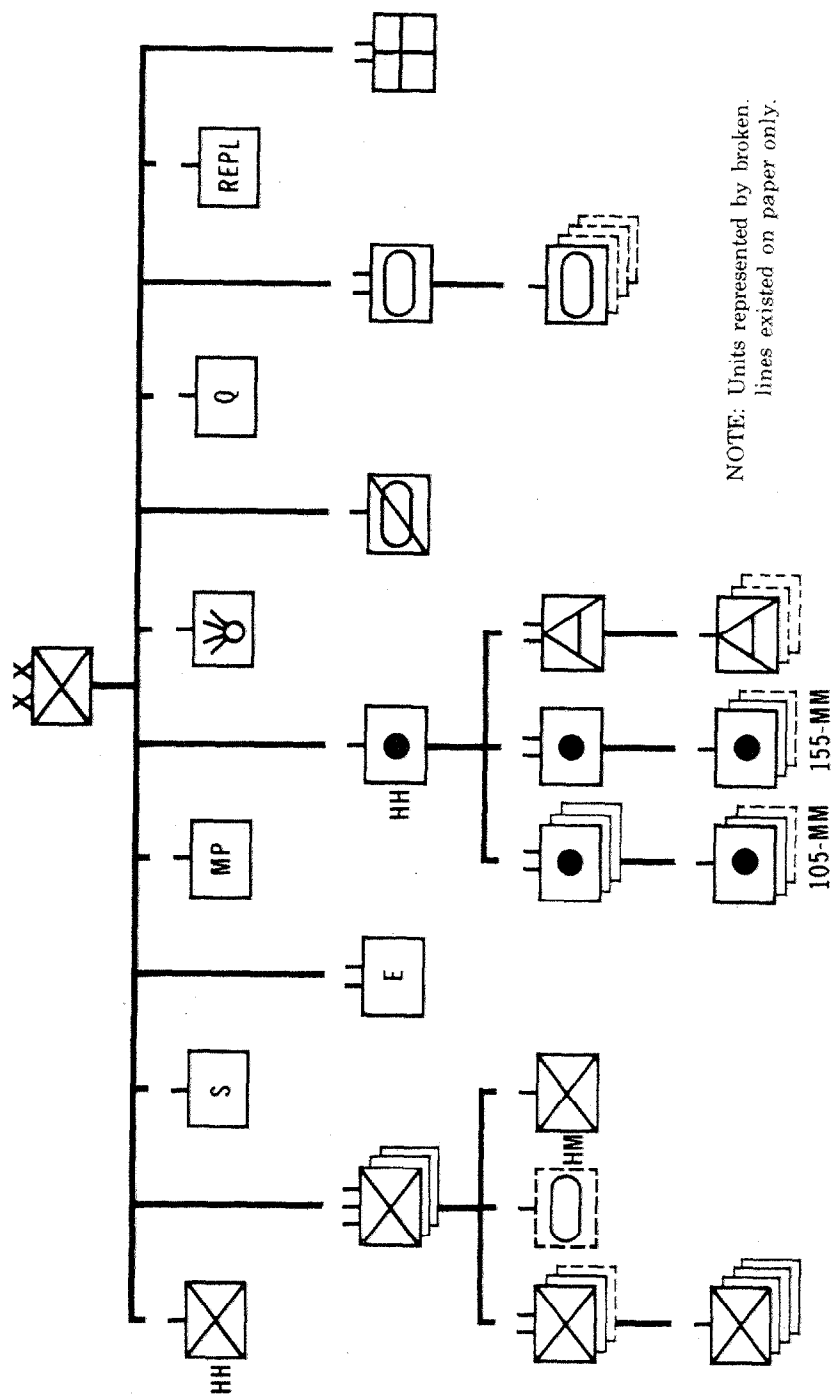 X X
HH
S
E
MP
Q
REPL
HM
HH
105-MM
155-MM
NOTE: Units represented by broken.
lines existed on paper only.